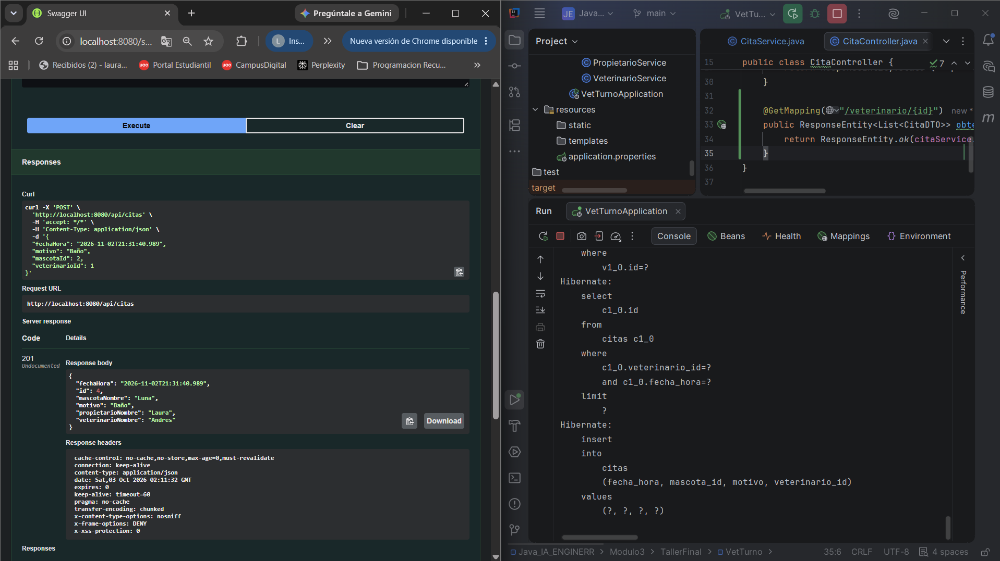 Swagger UI
Pregúntale a Gemini
localhost:8080/s...
L
Ins...
Nueva versión de Chrome disponible
Recibidos (2) - laura...
uao
Portal Estudiantil
uao
CampusDigital
Perplexity
Programacion Recu...
Execute
Clear
Responses
Curl
curl -X 'POST' \
'http://localhost:8080/api/citas' \
-H 'accept: */*' \
-H 'Content-Type: application/json' \
-d '{
"fechaHora": "2026-11-02T21:31:40.989",
"motivo": "Baño",
"mascotaId": 2,
"veterinarioId": 1
}'
Request URL
http://localhost:8080/api/citas
Server response
Code
Details
201
Undocumented
Response body
{
"fechaHora": "2026-11-02T21:31:40.989",
"id": 4,
"mascotaNombre": "Luna",
"motivo": "Baño",
"propietarioNombre": "Laura",
"veterinarioNombre": "Andres"
}
Download
Response headers
cache-control: no-cache,no-store,max-age=0,must-revalidate
connection: keep-alive
content-type: application/json
date: Sat,03 Oct 2026 02:11:32 GMT
expires: 0
keep-alive: timeout=60
pragma: no-cache
transfer-encoding: chunked
x-content-type-options: nosniff
x-frame-options: DENY
x-xss-protection: 0
Responses
JE
Java...
main
VetTu...
Project
PropietarioService
VeterinarioService
VetTurnoApplication
resources
static
templates
application.properties
test
target
CitaService.java
CitaController.java
15 public class CitaController {
7
30 }
31
32 @GetMapping("/veterinario/{id}") new *
33 public ResponseEntity<List<CitaDTO>> obte
34 return ResponseEntity.ok(citaService
35 }
36 }
37
Run
VetTurnoApplication
Console
Beans
Health
Mappings
Environment
where
v1_0.id=?
Hibernate:
select
c1_0.id
from
citas c1_0
where
c1_0.veterinario_id=?
and c1_0.fecha_hora=?
limit
?
Hibernate:
insert
into
citas
(fecha_hora, mascota_id, motivo, veterinario_id)
values
(?, ?, ?, ?)
Performance
m
Java_IA_ENGINERR > Modulo3 > TallerFinal > VetTurno >
35:6
CRLF
UTF-8
4 spaces